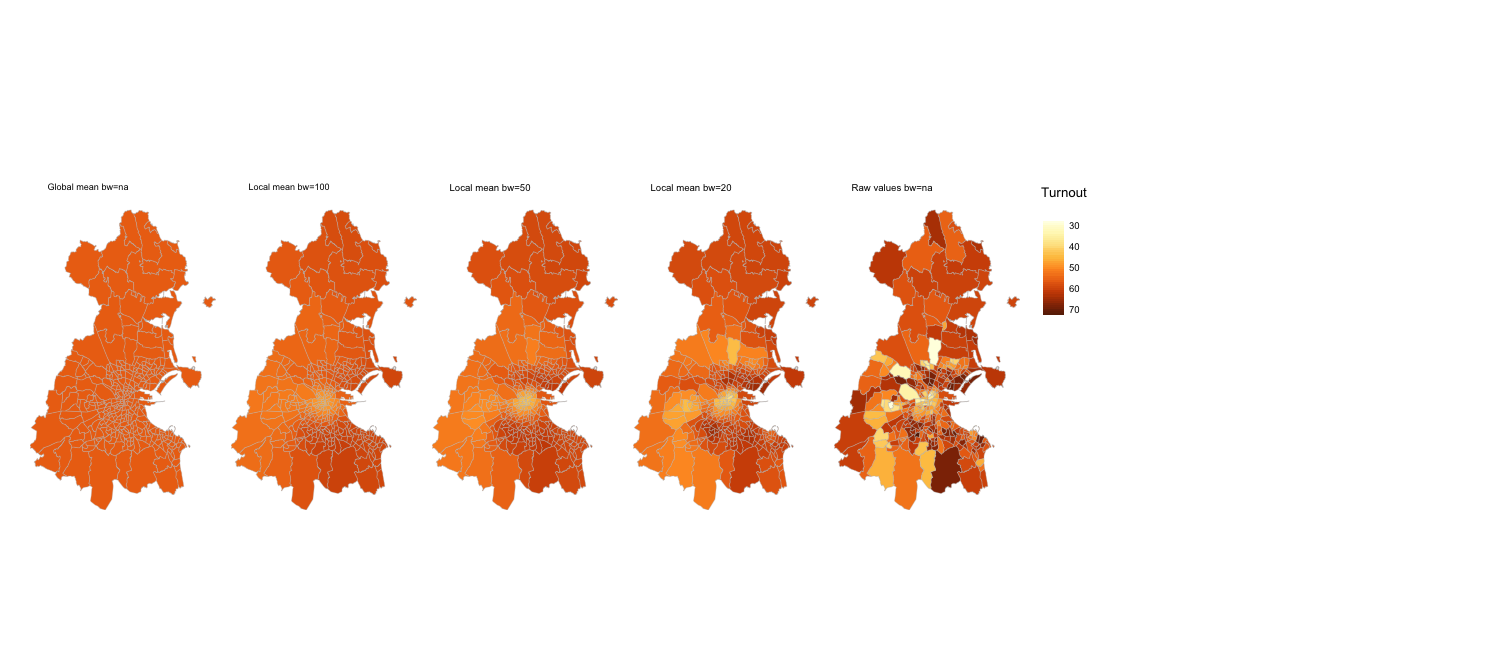 Global mean bw=na
Local mean bw=100
Local mean bw=50
Local mean bw=20
Raw values bw=na
Turnout
30
40
50
60
70